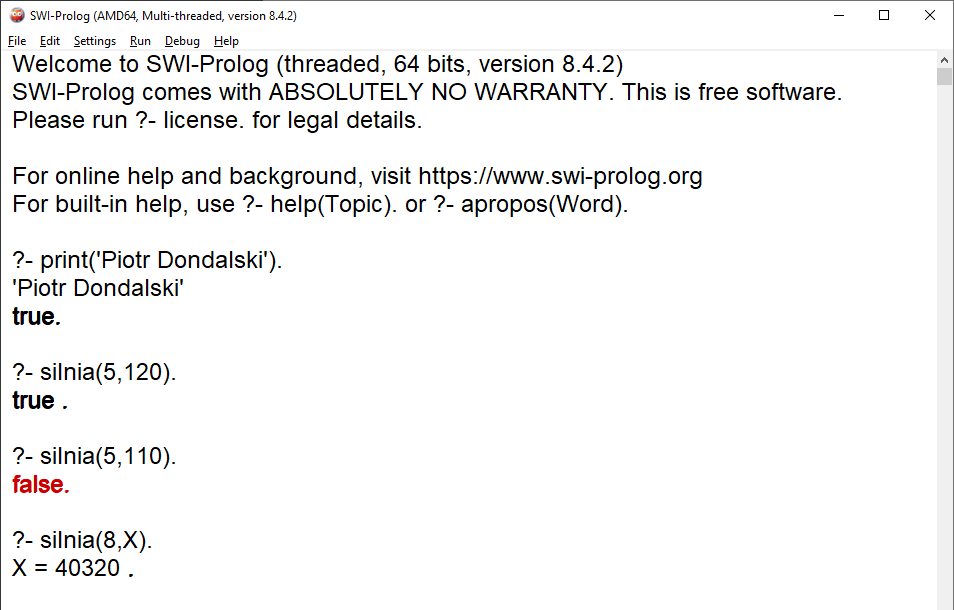 SWI-Prolog (AMD64, Multi-threaded, version 8.4.2)
File Edit Settings Run Debug Help
Welcome to SWI-Prolog (threaded, 64 bits, version 8.4.2)
SWI-Prolog comes with ABSOLUTELY NO WARRANTY. This is free software.
Please run ?- license. for legal details.
For online help and background, visit https://www.swi-prolog.org
For built-in help, use ?- help(Topic). or ?- apropos(Word).
?- print('Piotr Dondalski').
'Piotr Dondalski'
true.
?- silnia(5,120).
true .
?- silnia(5,110).
false.
?- silnia(8,X).
X = 40320 .